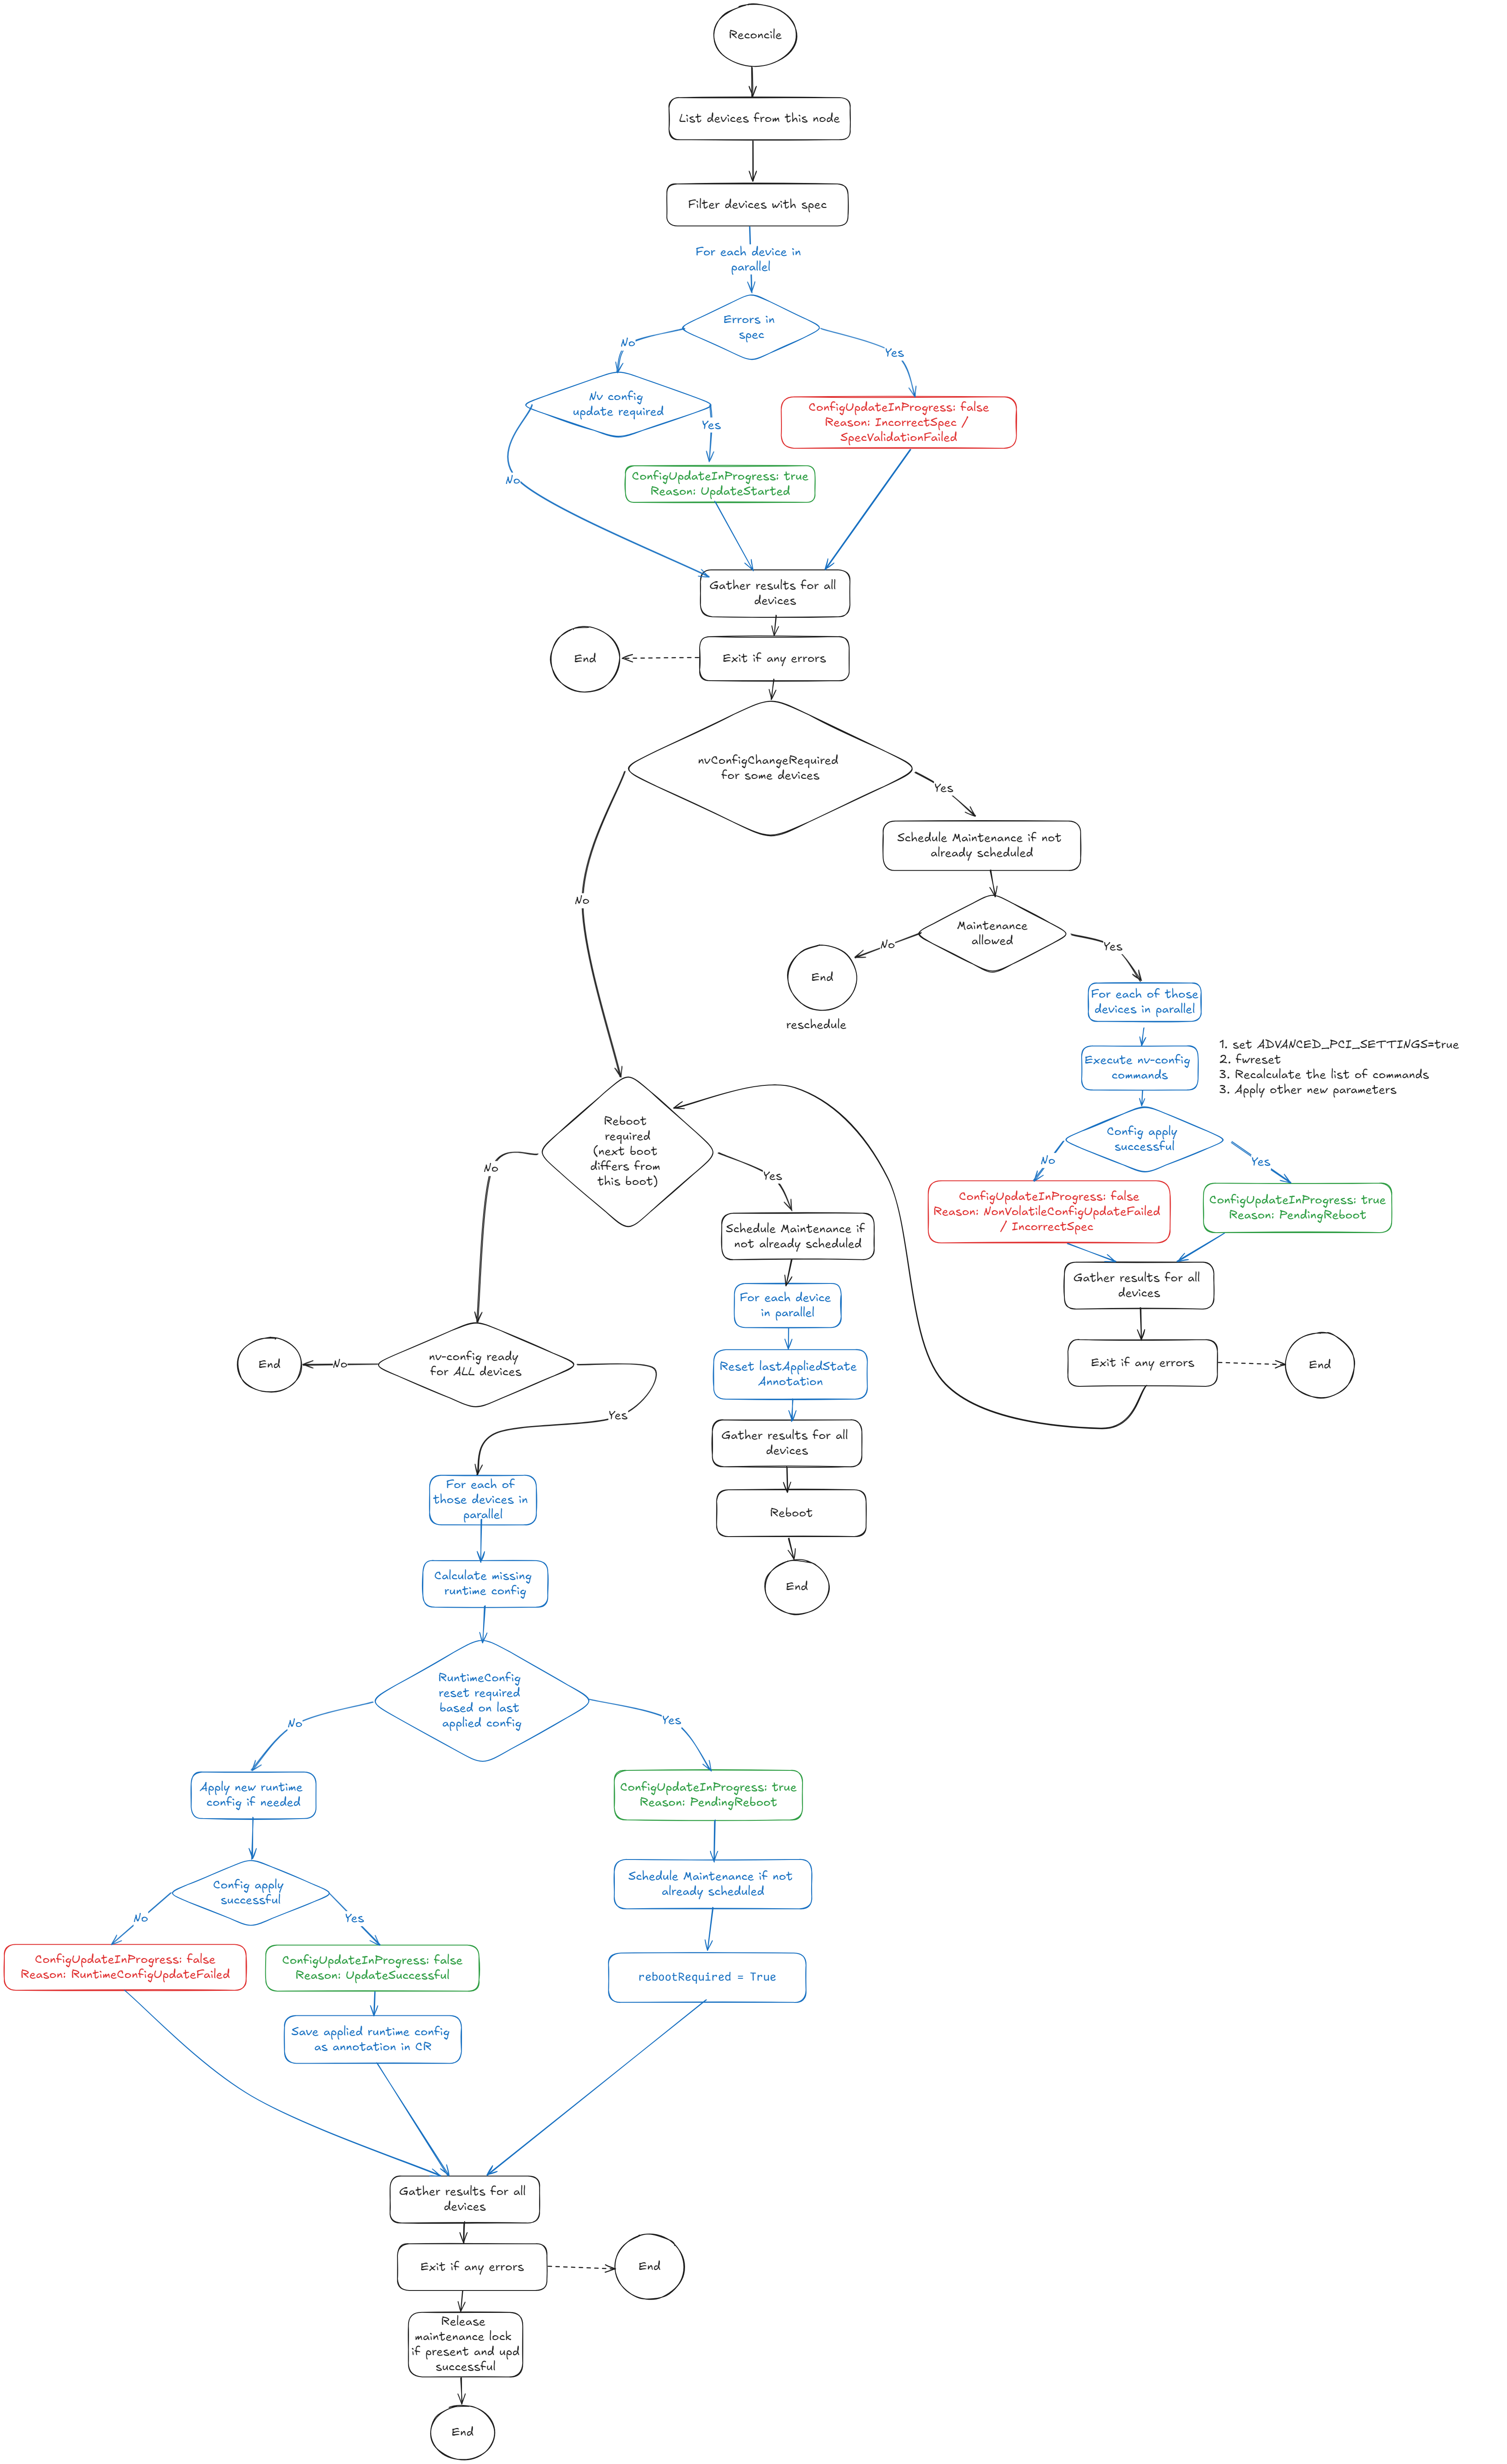 Reconcile
List devices from this node
Filter devices with spec
For each device in
parallel
Errors in
spec
No
Yes
Nv config
update required
ConfigUpdateInProgress: false
Reason: IncorrectSpec /
SpecValidationFailed
Yes
No
ConfigUpdateInProgress: true
Reason: UpdateStarted
Gather results for all
devices
End
Exit if any errors
nvConfigChangeRequired
for some devices
Yes
Schedule Maintenance if not
already scheduled
No
Maintenance
allowed
No
Yes
End
reschedule
For each of those
devices in parallel
Execute nv-config
commands
1. set ADVANCED_PCI_SETTINGS=true
2. fwreset
3. Recalculate the list of commands
3. Apply other new parameters
Config apply
successful
No
Yes
ConfigUpdateInProgress: false
Reason: NonVolatileConfigUpdateFailed
/ IncorrectSpec
ConfigUpdateInProgress: true
Reason: PendingReboot
Gather results for all
devices
Exit if any errors
End
Reboot
required
(next boot
differs from
this boot)
No
Yes
Schedule Maintenance if
not already scheduled
For each device
in parallel
Reset lastAppliedState
Annotation
Gather results for all
devices
Reboot
End
nv-config ready
for ALL devices
No
End
Yes
For each of
those devices in
parallel
Calculate missing
runtime config
RuntimeConfig
reset required
based on last
applied config
No
Yes
Apply new runtime
config if needed
ConfigUpdateInProgress: true
Reason: PendingReboot
Config apply
successful
Schedule Maintenance if not
already scheduled
No
Yes
ConfigUpdateInProgress: false
Reason: RuntimeConfigUpdateFailed
ConfigUpdateInProgress: false
Reason: UpdateSuccessful
rebootRequired = True
Save applied runtime config
as annotation in CR
Gather results for all
devices
Exit if any errors
End
Release
maintenance lock
if present and upd
successful
End